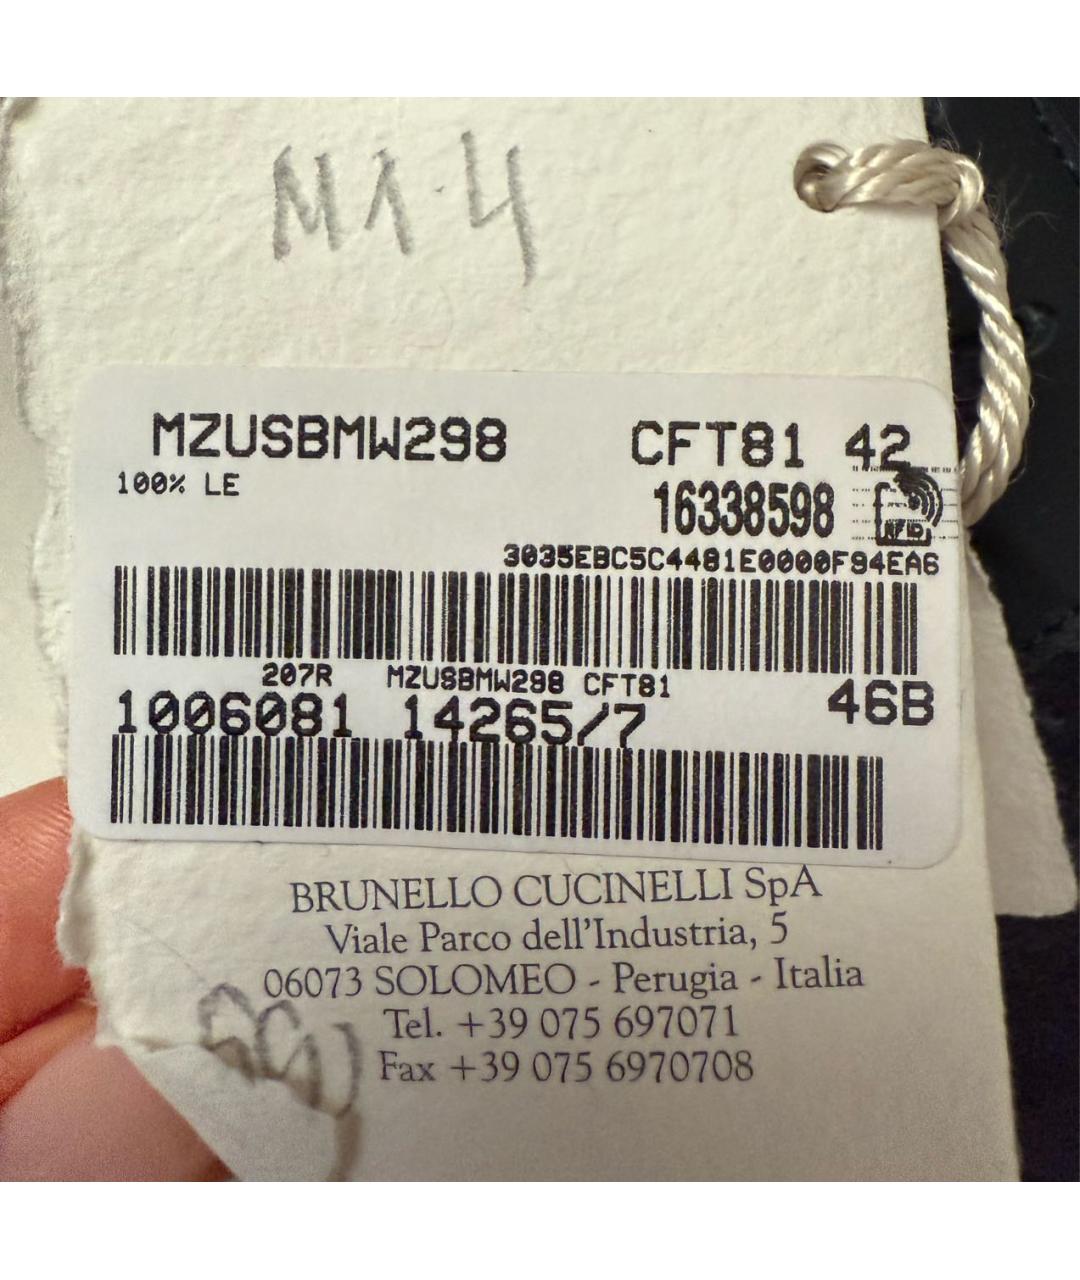 M1.4
MZUSBMW298 CFT81 42
100% LE
16338598
RFID
3035EBC5C4481E0000F94EA6
207R MZUSBMW298 CFT81
1006081 14265/7 46B
BRUNELLO CUCINELLI SpA
Viale Parco dell'Industria, 5
06073 SOLOMEO - Perugia - Italia
Tel. +39 075 697071
Fax +39 075 6970708